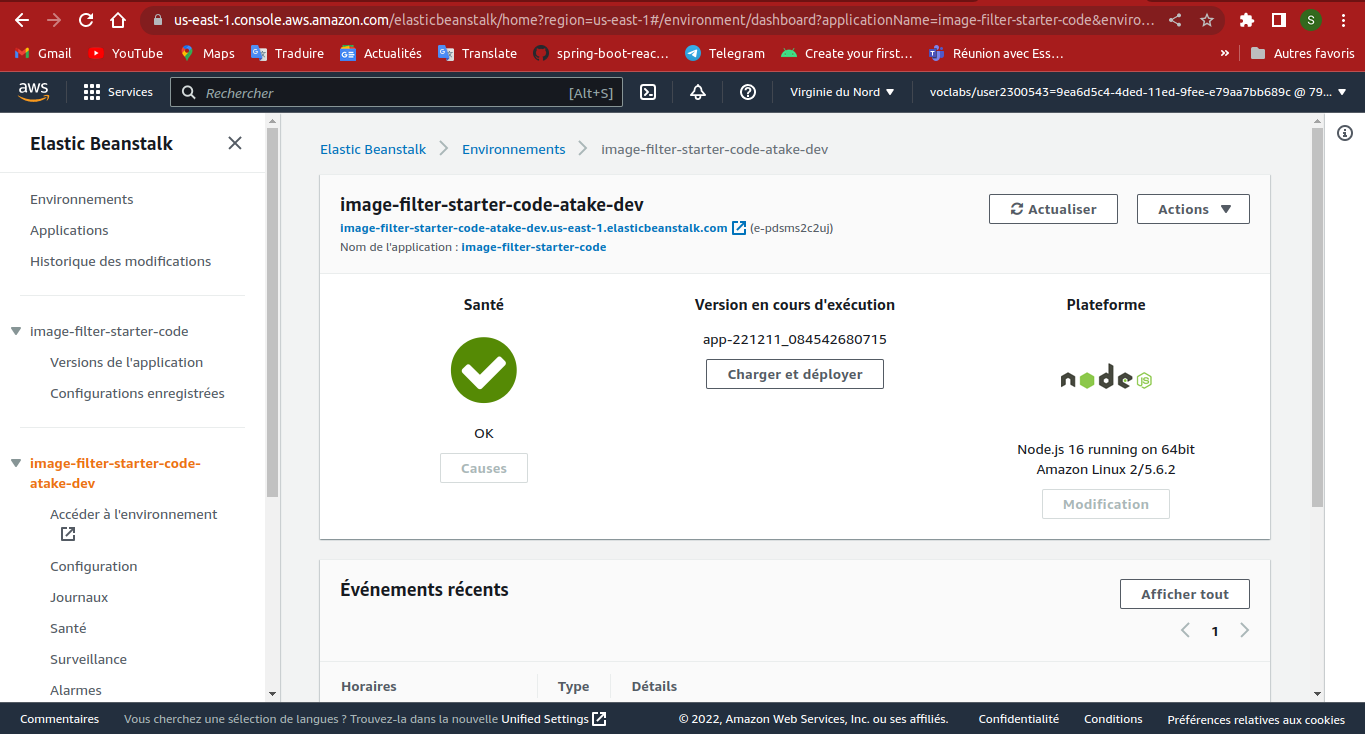 us-east-1.console.aws.amazon.com/elasticbeanstalk/home?region=us-east-1#/environment/dashboard?applicationName=image-filter-starter-code&enviro...
S
Gmail
YouTube
Maps
Traduire
Actualités
Translate
spring-boot-reac...
Telegram
Create your first...
Réunion avec Ess...
»
Autres favoris
aws
Services
Rechercher
[Alt+S]
Virginie du Nord
voclabs/user2300543=9ea6d5c4-4ded-11ed-9fee-e79aa7bb689c @ 79...
Elastic Beanstalk
Environnements
Applications
Historique des modifications
image-filter-starter-code
Versions de l'application
Configurations enregistrées
image-filter-starter-code-
atake-dev
Accéder à l'environnement
Configuration
Journaux
Santé
Surveillance
Alarmes
Elastic Beanstalk
Environnements
image-filter-starter-code-atake-dev
image-filter-starter-code-atake-dev
image-filter-starter-code-atake-dev.us-east-1.elasticbeanstalk.com (e-pdsms2c2uj)
Nom de l'application : image-filter-starter-code
Actualiser
Actions
Santé
OK
Causes
Version en cours d'exécution
app-221211_084542680715
Charger et déployer
Plateforme
node JS
Node.js 16 running on 64bit
Amazon Linux 2/5.6.2
Modification
Événements récents
Afficher tout
1
Horaires
Type
Détails
Commentaires
Vous cherchez une sélection de langues ? Trouvez-la dans la nouvelle Unified Settings
© 2022, Amazon Web Services, Inc. ou ses affiliés.
Confidentialité
Conditions
Préférences relatives aux cookies